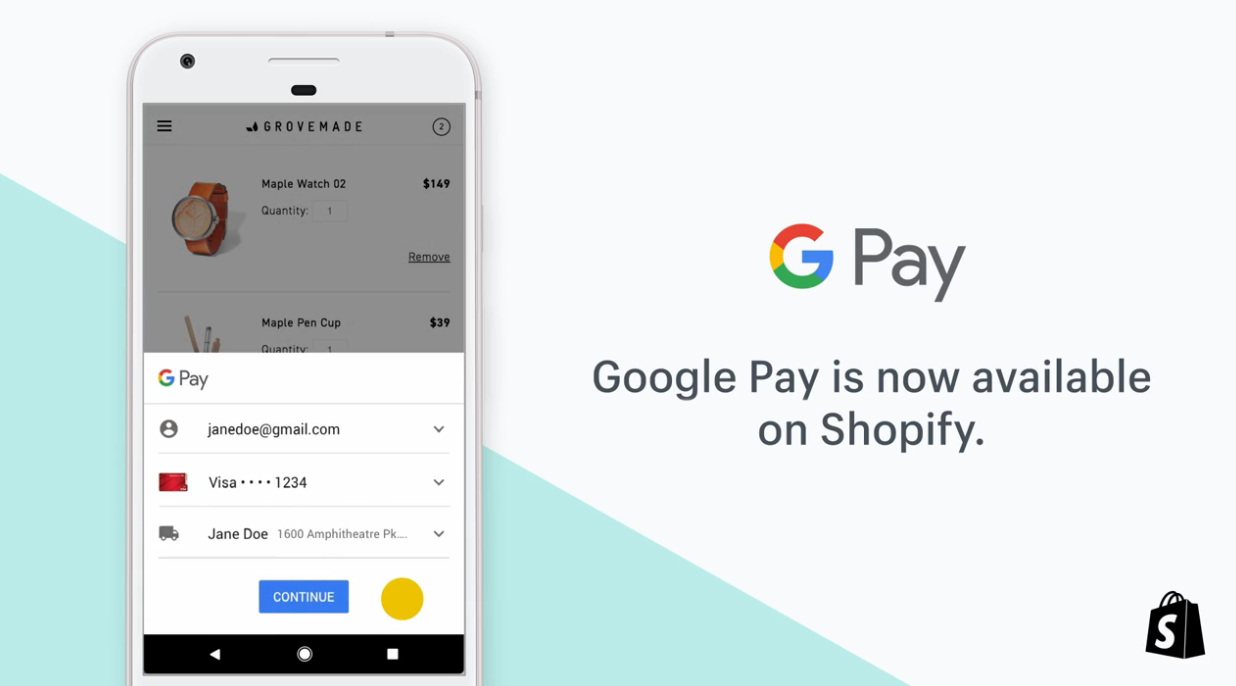 GROVEMADE
2
Maple Watch 02 $149
Quantity: 1
Remove
Maple Pen Cup $39
Quantity: 1
G Pay
janedoe@gmail.com
Visa •••• 1234
Jane Doe 1600 Amphitheatre Pk....
CONTINUE
G Pay
Google Pay is now available
on Shopify.
S